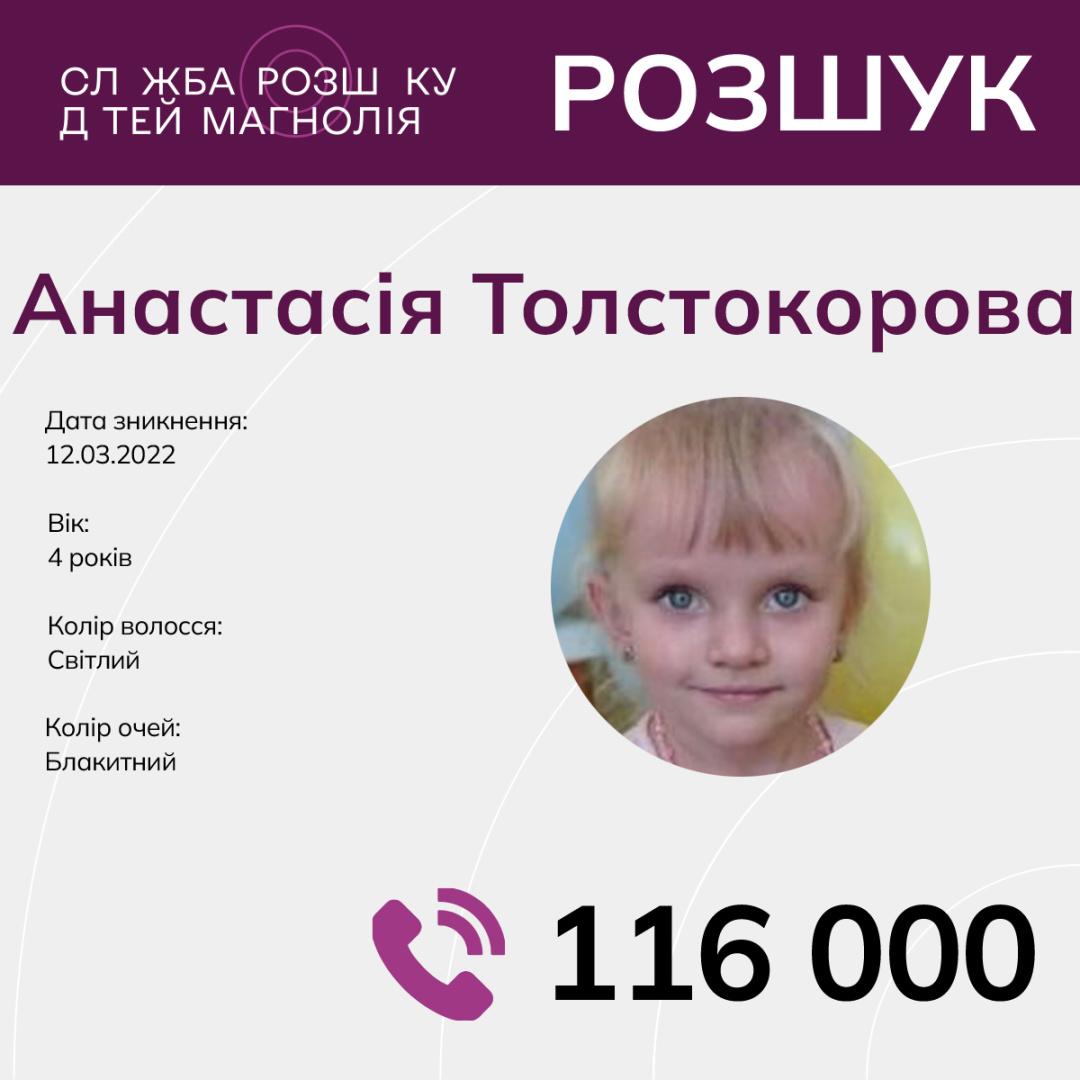 СЛ ЖБА РОЗШ КУ
Д ТЕЙ МАГНОЛІЯ
РОЗШУК
Анастасія Толстокорова
Дата зникнення:
12.03.2022
Вік:
4 років
Колір волосся:
Світлий
Колір очей:
Блакитний
116 000